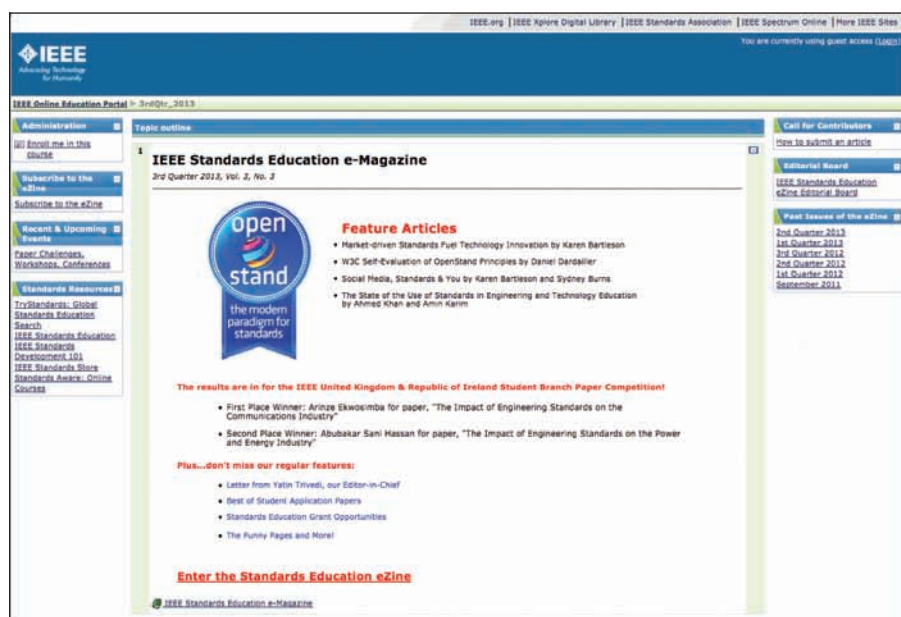 IEEE.org | IEEE Xplore Digital Library | IEEE Standards Association | IEEE Spectrum Online | More IEEE Sites
You are currently using guest access (Login)
IEEE
Advancing Technology
for Humanity
IEEE Online Education Portal ► 3rdQtr_2013
Administration
Enroll me in this
course
Subscribe to the
eZine
Subscribe to the eZine
Recent & Upcoming
Events
Paper Challenges,
Workshops, Conferences
Standards Resources
TryStandards: Global
Standards Education
Search
IEEE Standards Education
IEEE Standards
Development 101
IEEE Standards Store
Standards Aware: Online
Courses
Topic outline
1
IEEE Standards Education e-Magazine
3rd Quarter 2013, Vol. 3, No. 3
open
stand
the modern
paradigm for
standards
Feature Articles
• Market-driven Standards Fuel Technology Innovation by Karen Bartleson
• W3C Self-Evaluation of OpenStand Principles by Daniel Dardailler
• Social Media, Standards & You by Karen Bartleson and Sydney Burns
• The State of the Use of Standards in Engineering and Technology Education
by Ahmed Khan and Amin Karim
The results are in for the IEEE United Kingdom & Republic of Ireland Student Branch Paper Competition!
• First Place Winner: Arinze Ekwosimba for paper, "The Impact of Engineering Standards on the
Communications Industry"
• Second Place Winner: Abubakar Sani Hassan for paper, "The Impact of Engineering Standards on the Power
and Energy Industry"
Plus...don't miss our regular features:
• Letter from Yatin Trivedi, our Editor-in-Chief
• Best of Student Application Papers
• Standards Education Grant Opportunities
• The Funny Pages and More!
Enter the Standards Education eZine
IEEE Standards Education e-Magazine
Call for Contributors
How to submit an article
Editorial Board
IEEE Standards Education
eZine Editorial Board
Past Issues of the eZine
2nd Quarter 2013
1st Quarter 2013
3rd Quarter 2012
2nd Quarter 2012
1st Quarter 2012
September 2011